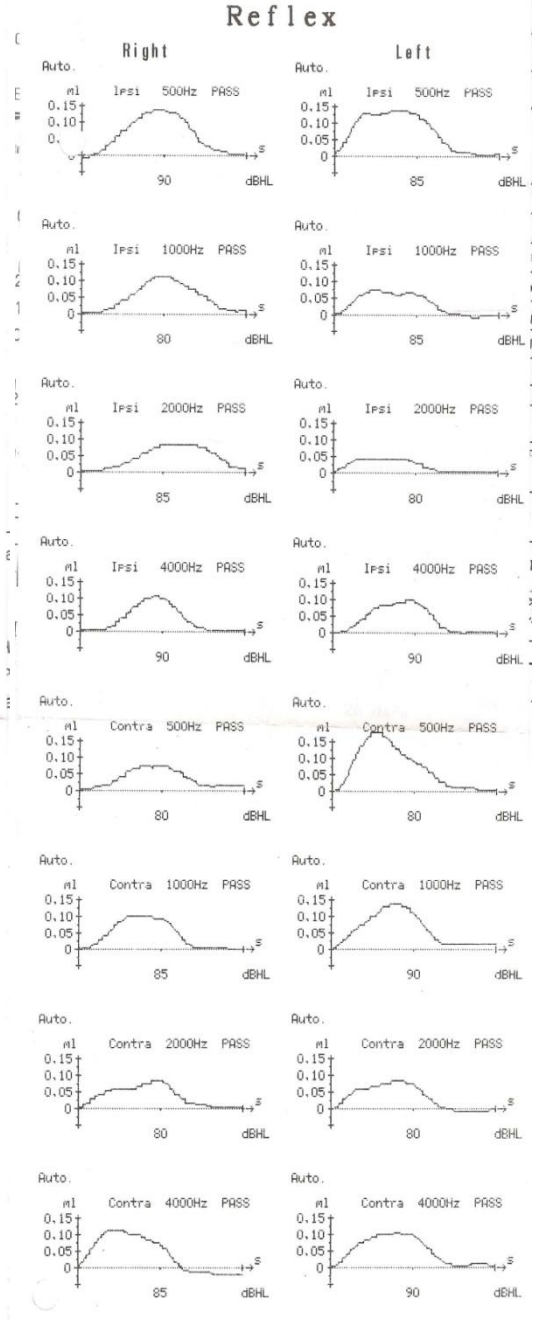 Reflex
Right Left
Auto. Auto.
ml Ipsi 500Hz PASS ml Ipsi 500Hz PASS
0.15 0.15
0.10 0.10
0. 0.05
0 s 0 s
90 dBHL 85 dBHL
Auto. Auto.
ml Ipsi 1000Hz PASS ml Ipsi 1000Hz PASS
0.15 0.15
0.10 0.10
0.05 0.05
0 s 0 s
80 dBHL 85 dBHL
Auto. Auto.
ml Ipsi 2000Hz PASS ml Ipsi 2000Hz PASS
0.15 0.15
0.10 0.10
0.05 0.05
0 s 0 s
85 dBHL 80 dBHL
Auto. Auto.
ml Ipsi 4000Hz PASS ml Ipsi 4000Hz PASS
0.15 0.15
0.10 0.10
0.05 0.05
0 s 0 s
90 dBHL 90 dBHL
Auto. Auto.
ml Contra 500Hz PASS ml Contra 500Hz PASS
0.15 0.15
0.10 0.10
0.05 0.05
0 s 0 s
80 dBHL 80 dBHL
Auto. Auto.
ml Contra 1000Hz PASS ml Contra 1000Hz PASS
0.15 0.15
0.10 0.10
0.05 0.05
0 s 0 s
85 dBHL 90 dBHL
Auto. Auto.
ml Contra 2000Hz PASS ml Contra 2000Hz PASS
0.15 0.15
0.10 0.10
0.05 0.05
0 s 0 s
80 dBHL 80 dBHL
Auto. Auto.
ml Contra 4000Hz PASS ml Contra 4000Hz PASS
0.15 0.15
0.10 0.10
0.05 0.05
0 s 0 s
85 dBHL 90 dBHL